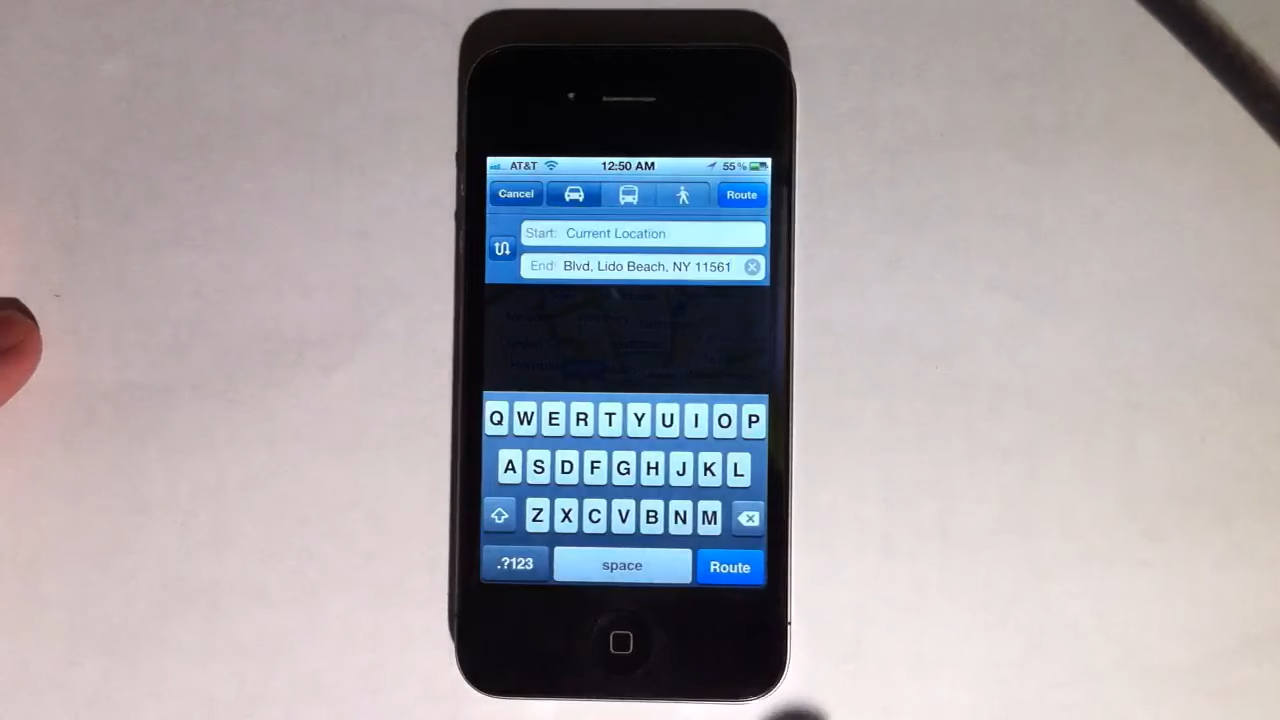 AT&T 12:50 AM 55%
Cancel Route
Start: Current Location
End: Blvd, Lido Beach, NY 11561
Q W E R T Y U I O P
A S D F G H J K L
Z X C V B N M
.?123 space Route